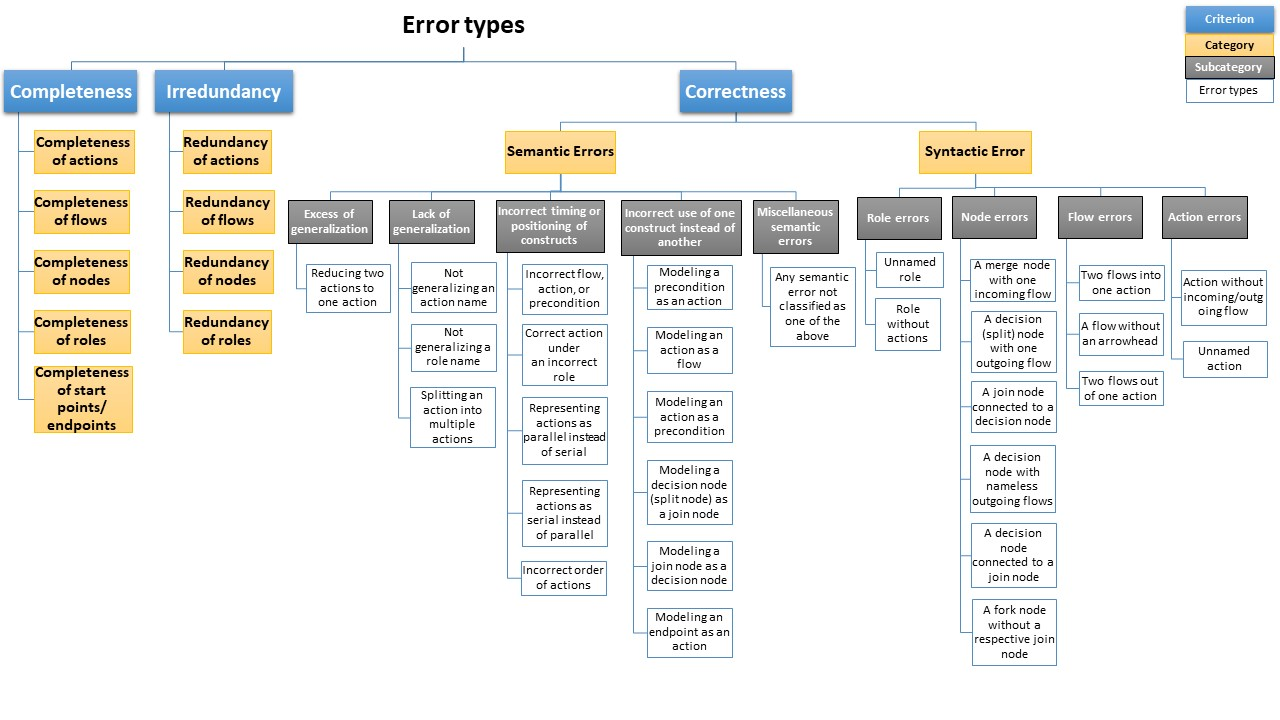 Error types
Criterion
Category
Subcategory
Error types
Completeness
Irredundancy
Correctness
Completeness
of actions
Completeness
of flows
Completeness
of nodes
Completeness
of roles
Completeness
of start
points/
endpoints
Redundancy
of actions
Redundancy
of flows
Redundancy
of nodes
Redundancy
of roles
Semantic Errors
Syntactic Error
Excess of
generalization
Reducing two
actions to
one action
Lack of
generalization
Not
generalizing an
action name
Not
generalizing a
role name
Splitting an
action into
multiple
actions
Incorrect timing or
positioning of
constructs
Incorrect flow,
action, or
precondition
Correct action
under
an incorrect
role
Representing
actions as
parallel instead
of serial
Representing
actions as
serial instead
of parallel
Incorrect order
of actions
Incorrect use of one
construct instead of
another
Modeling a
precondition
as an action
Modeling an
action as a
flow
Modeling an
action as a
precondition
Modeling a
decision node
(split node) as
a join node
Modeling a
join node as a
decision node
Modeling an
endpoint as an
action
Miscellaneous
semantic
errors
Any semantic
error not
classified as
one of the
above
Role errors
Unnamed
role
Role
without
actions
Node errors
A merge node
with one
incoming flow
A decision
(split) node
with one
outgoing flow
A join node
connected to a
decision node
A decision
node with
nameless
outgoing flows
A decision
node
connected to a
join node
A fork node
without a
respective join
node
Flow errors
Two flows into
one action
A flow without
an arrowhead
Two flows out
of one action
Action errors
Action without
incoming/outg
oing flow
Unnamed
action